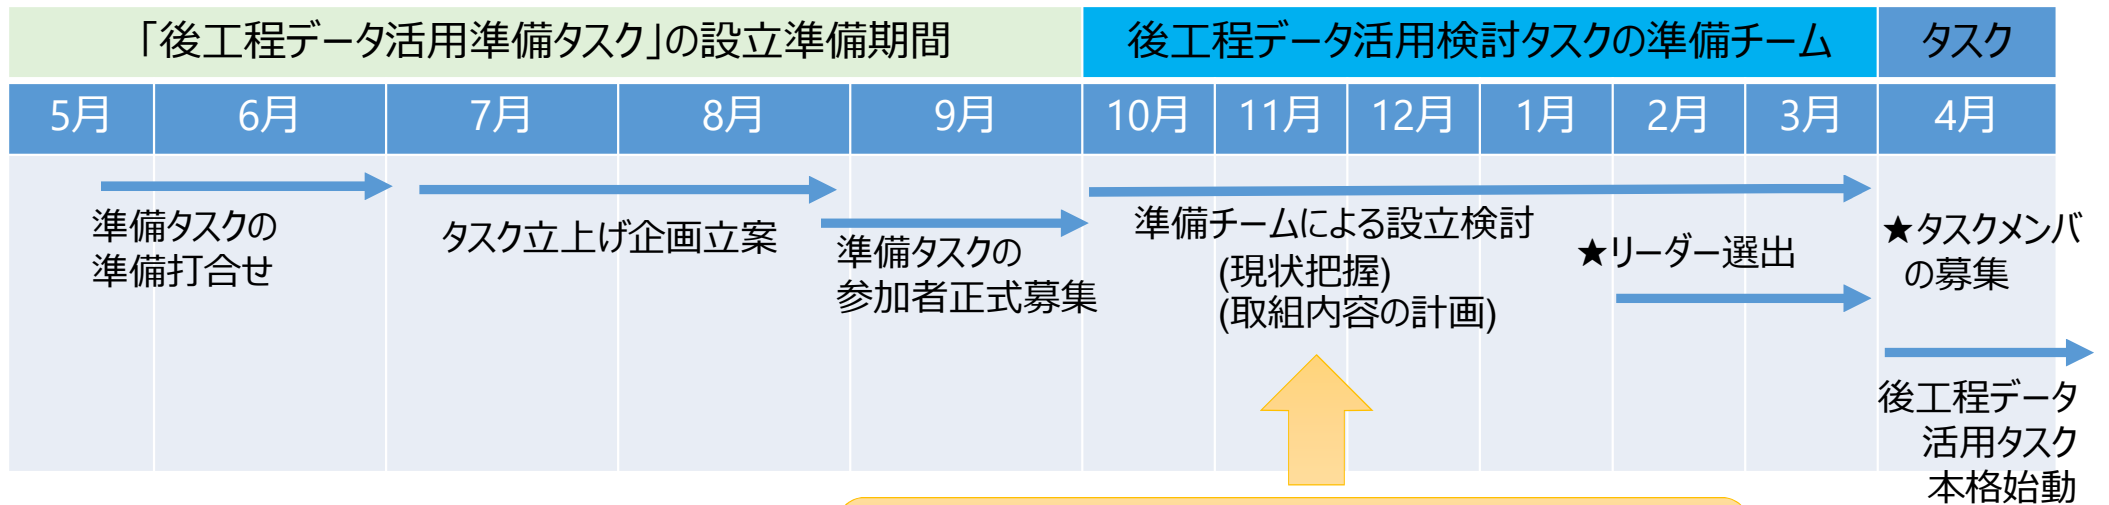 「後工程データ活用準備タスク」の設立準備期間
後工程データ活用検討タスクの準備チーム
タスク
5月
6月
7月
8月
9月
10月
11月
12月
1月
2月
3月
4月
準備タスクの
準備打合せ
タスク立上げ企画立案
準備タスクの
参加者正式募集
準備チームによる設立検討
(現状把握)
(取組内容の計画)
★リーダー選出
★タスクメンバ
の募集
後工程データ
活用タスク
本格始動